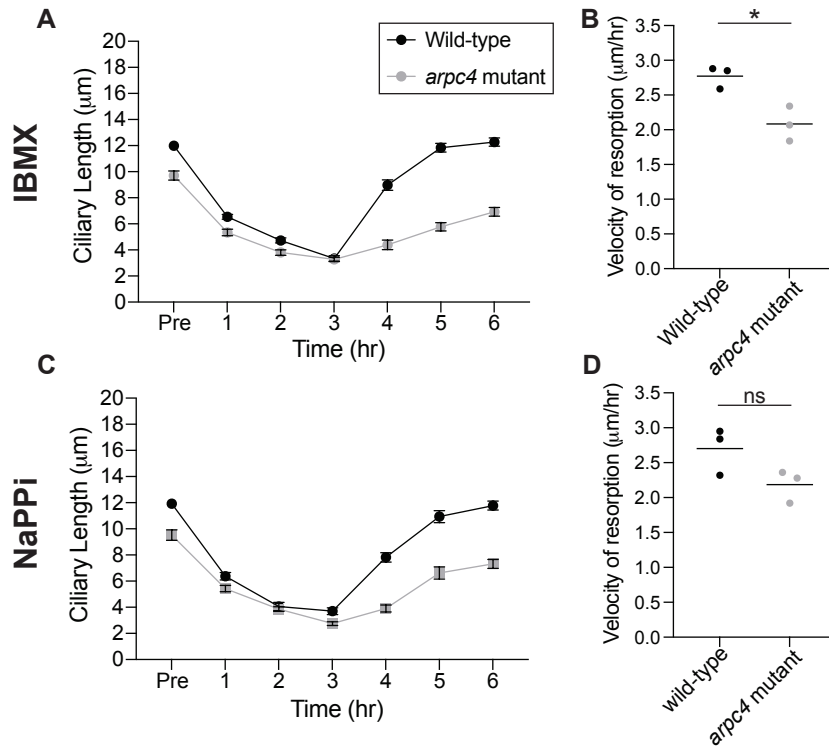 A
IBMX
Ciliary Length (μm)
20
18
16
14
12
10
8
6
4
2
0
Pre 1 2 3 4 5 6
Time (hr)
Wild-type
arpc4 mutant
B
*
Velocity of resorption (μm/hr)
3.5
3.0
2.5
2.0
1.5
1.0
0.5
0.0
Wild-type
arpc4 mutant
C
NaPPi
Ciliary Length (μm)
20
18
16
14
12
10
8
6
4
2
0
Pre 1 2 3 4 5 6
Time (hr)
D
ns
Velocity of resorption (μm/hr)
3.5
3.0
2.5
2.0
1.5
1.0
0.5
0.0
wild-type
arpc4 mutant